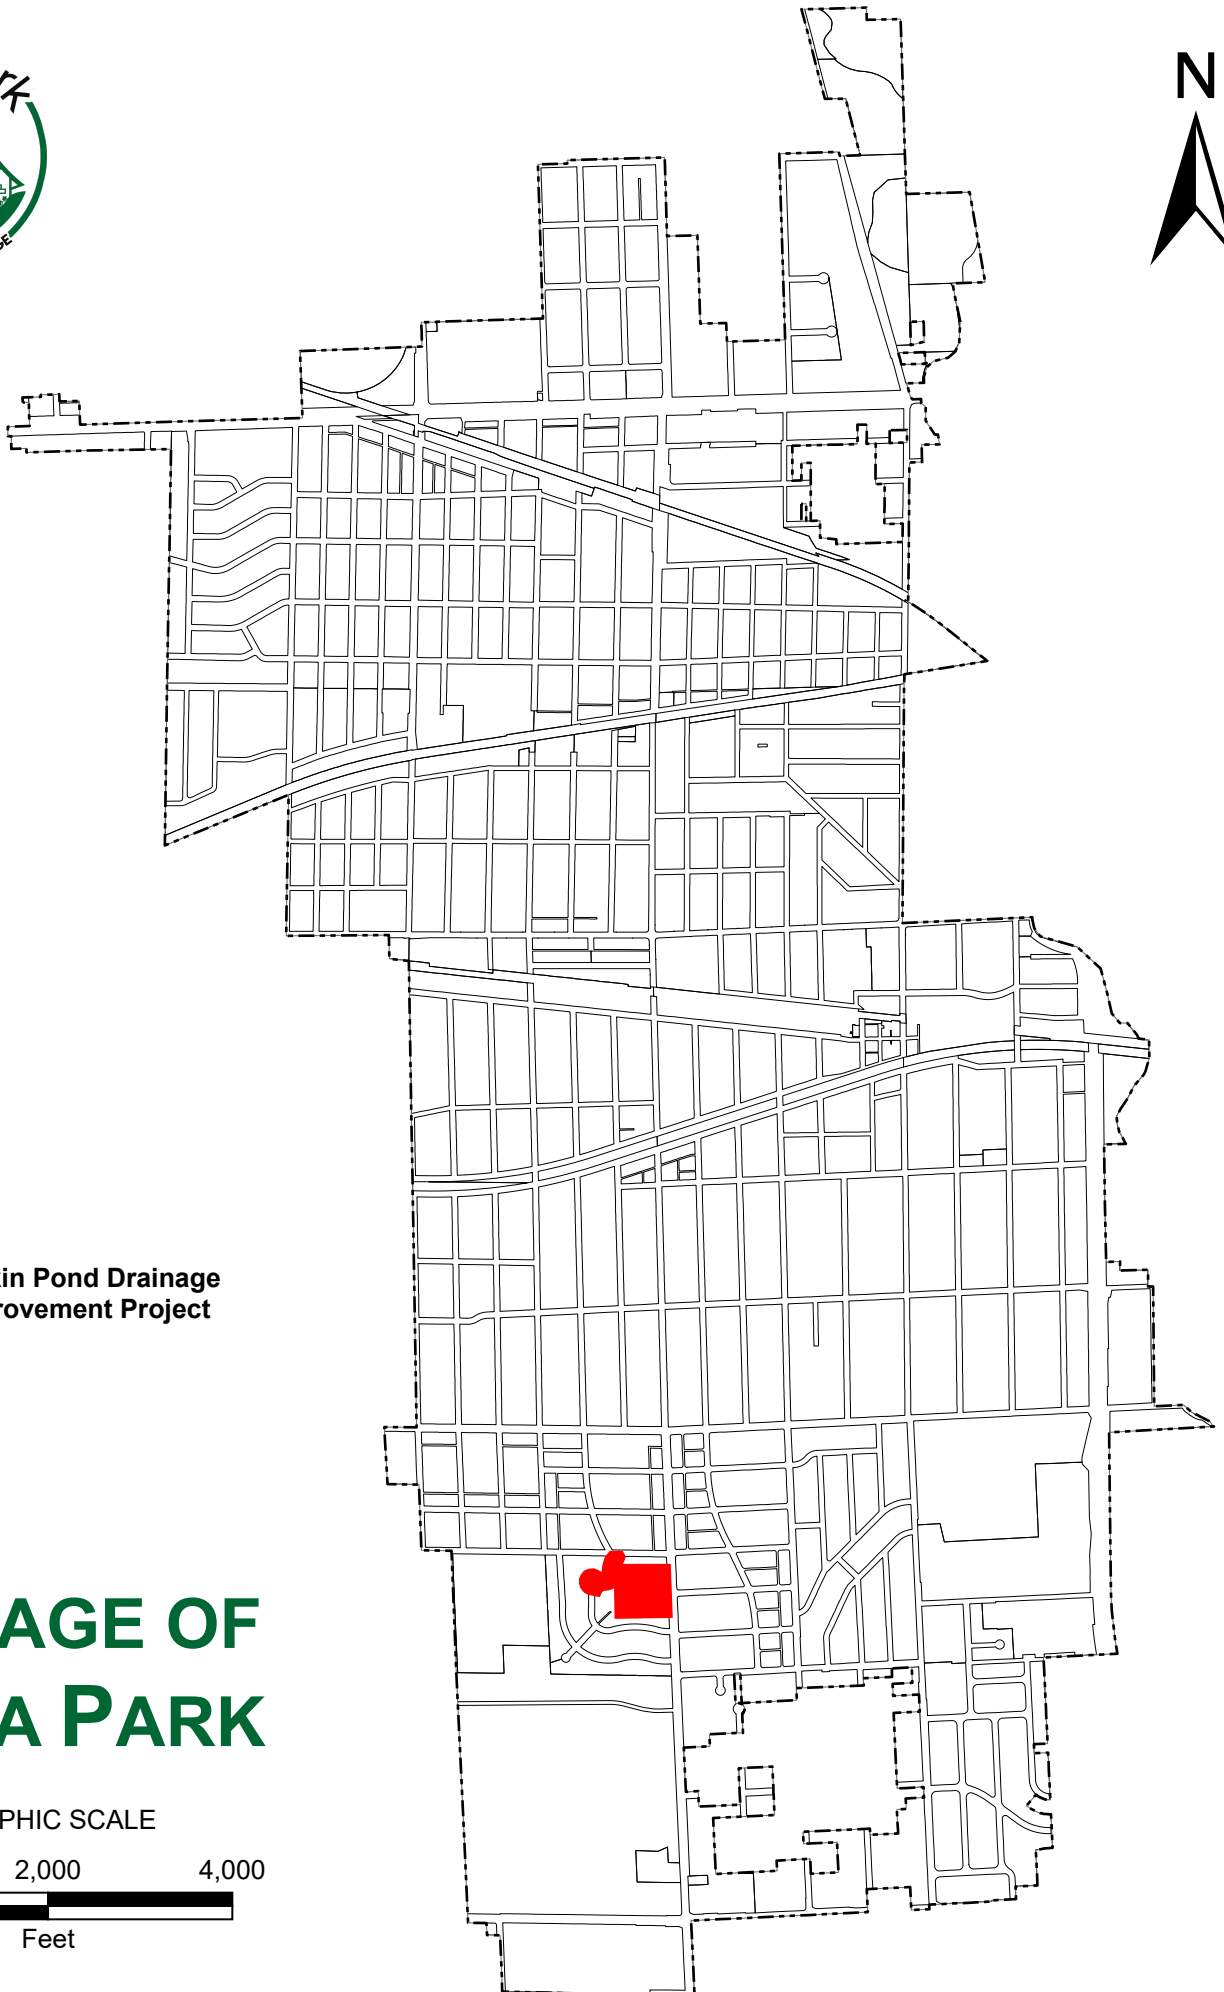 N
in Pond Drainage
rovement Project
AGE OF
A PARK
PHIC SCALE
2,000 4,000
Feet